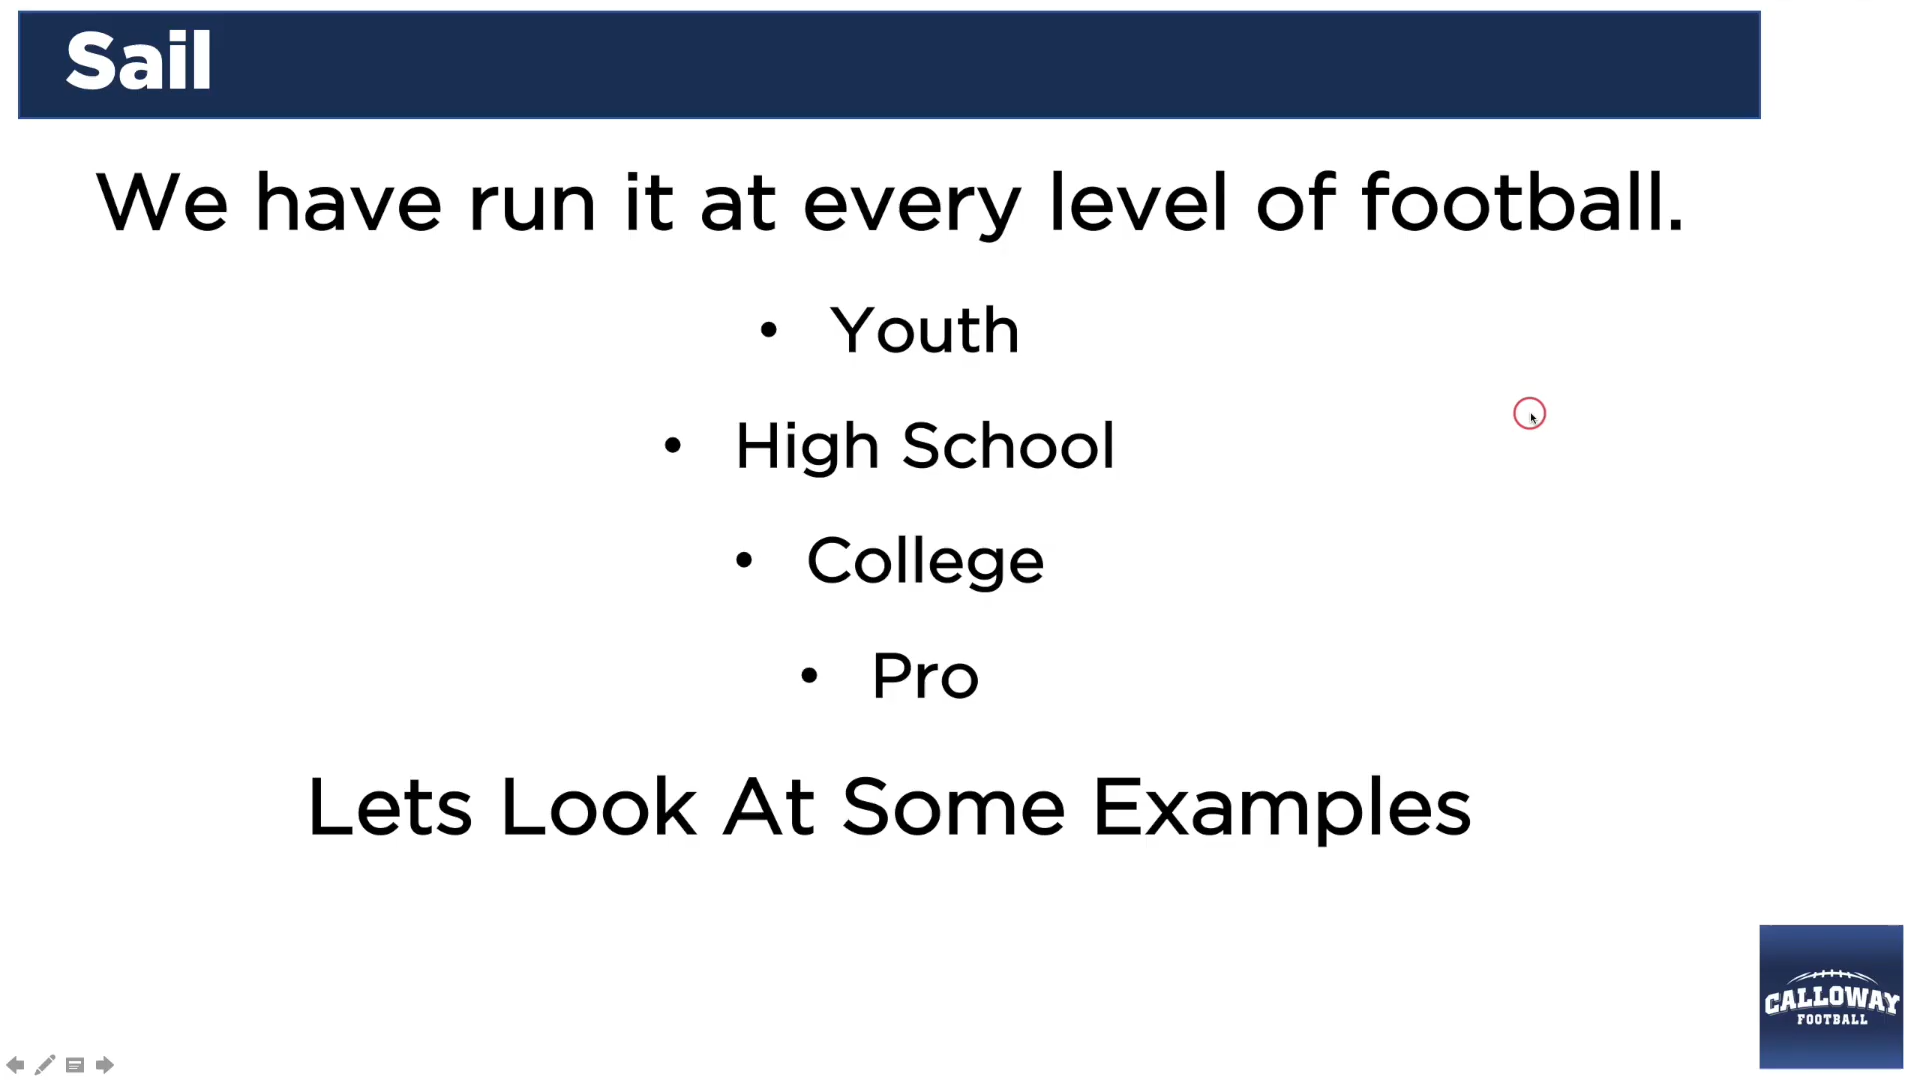 Sail
We have run it at every level of football.
• Youth
• High School
• College
• Pro
Lets Look At Some Examples
CALLOWAY
FOOTBALL